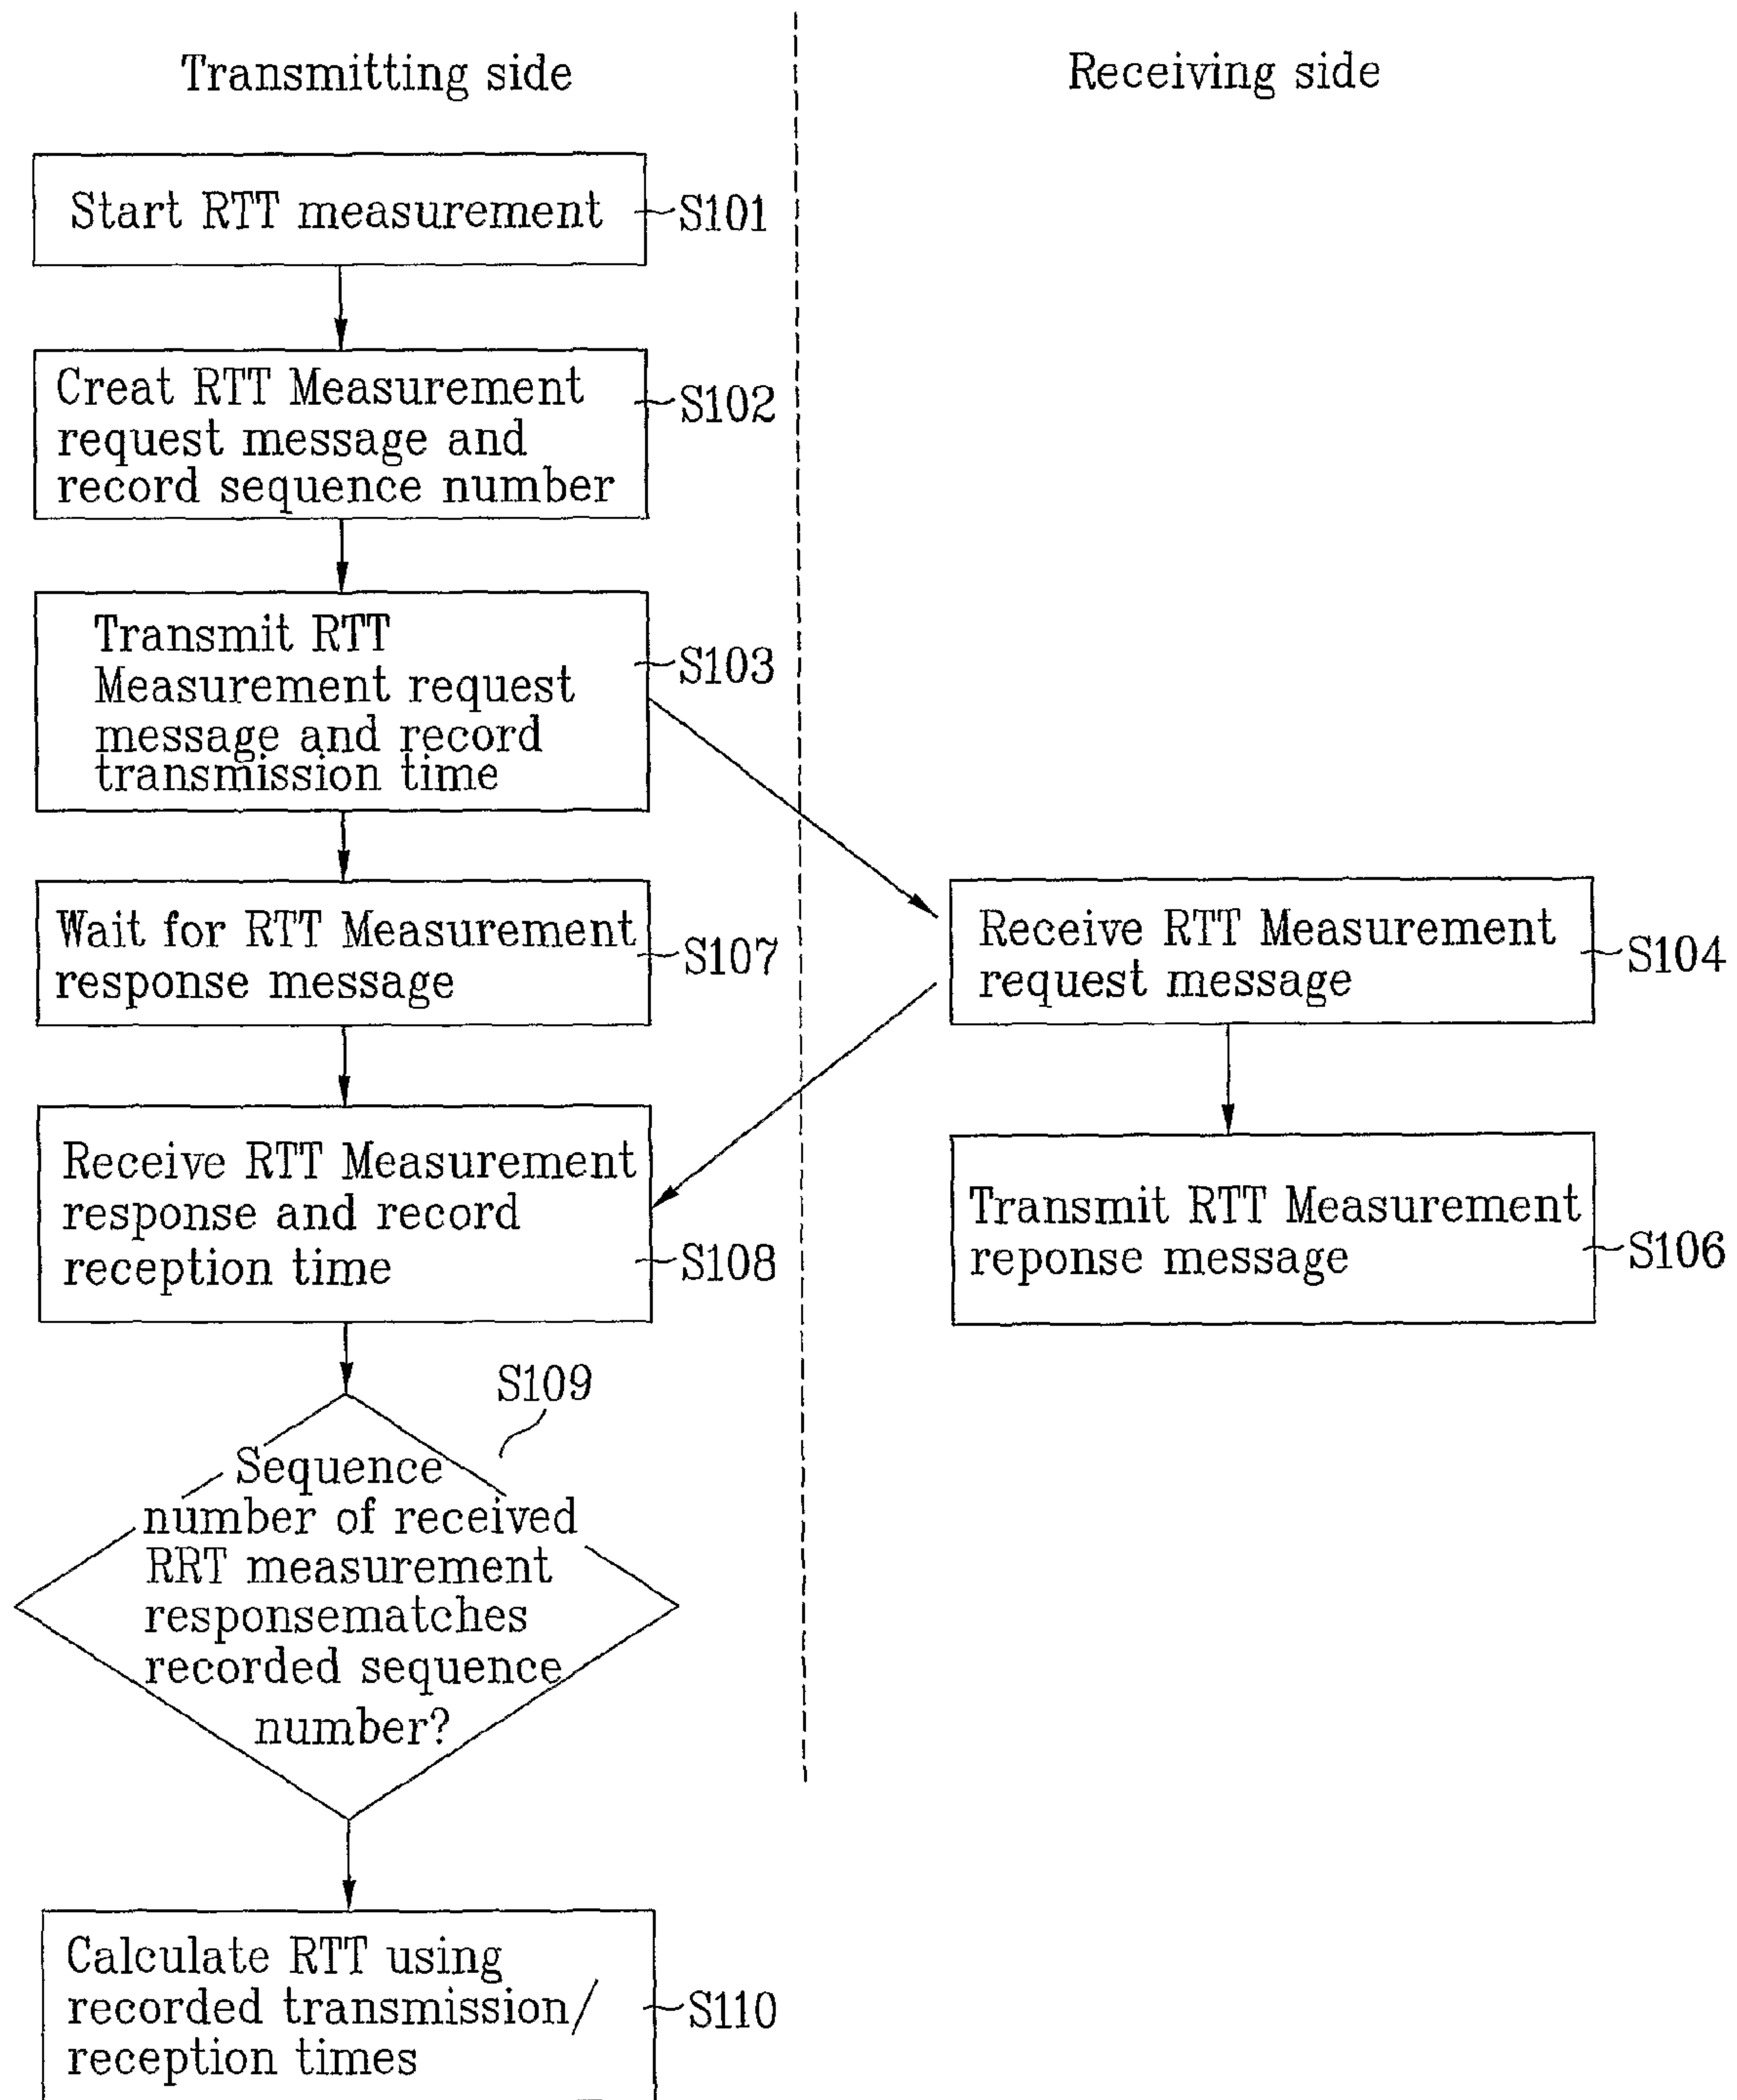 Transmitting side
Receiving side
Start RTT measurement
S101
Creat RTT Measurement
request message and
record sequence number
S102
Transmit RTT
Measurement request
message and record
transmission time
S103
Wait for RTT Measurement
response message
S107
Receive RTT Measurement
request message
S104
Receive RTT Measurement
response and record
reception time
S108
Transmit RTT Measurement
reponse message
S106
S109
Sequence
number of received
RRT measurement
responsematches
recorded sequence
number?
Calculate RTT using
recorded transmission/
reception times
S110